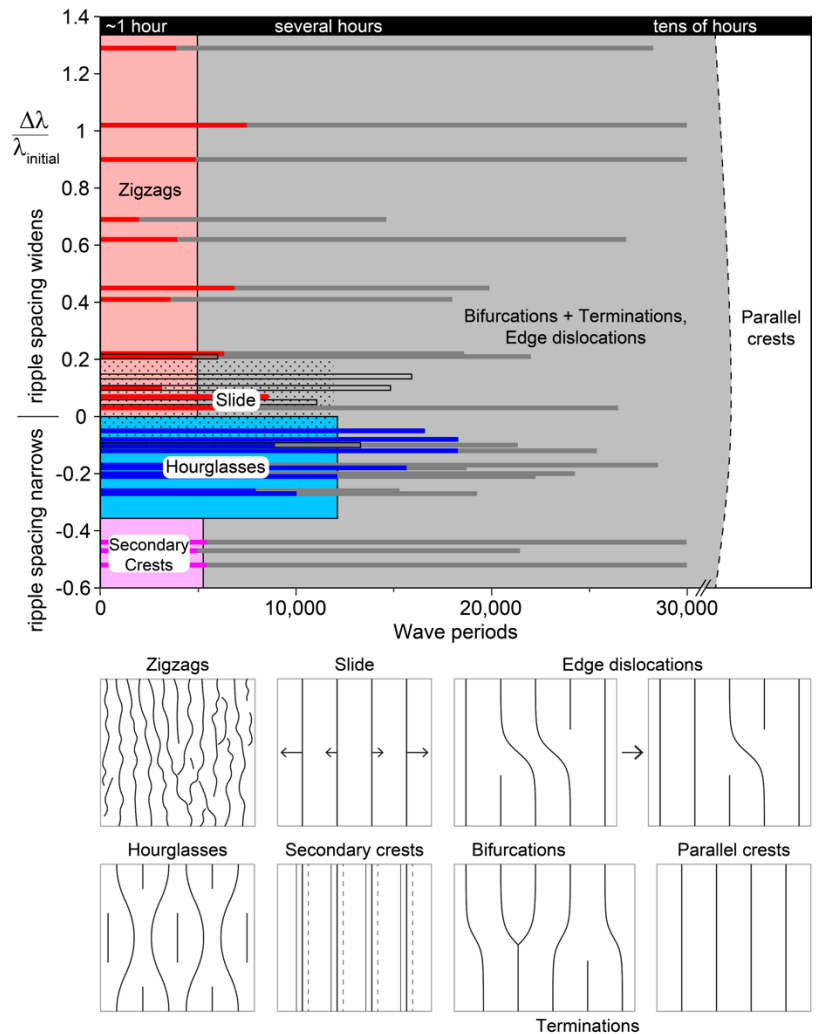 ~1 hour several hours tens of hours
1.4
1.2
1
0.8
0.6
0.4
0.2
0
-0.2
-0.4
-0.6
Δλ
λinitial
ripple spacing widens
ripple spacing narrows
Zigzags
Bifurcations + Terminations,
Edge dislocations
Parallel
crests
Slide
Hourglasses
Secondary
Crests
0 10,000 20,000 30,000
Wave periods
Zigzags Slide Edge dislocations
Hourglasses Secondary crests Bifurcations Parallel crests
Terminations